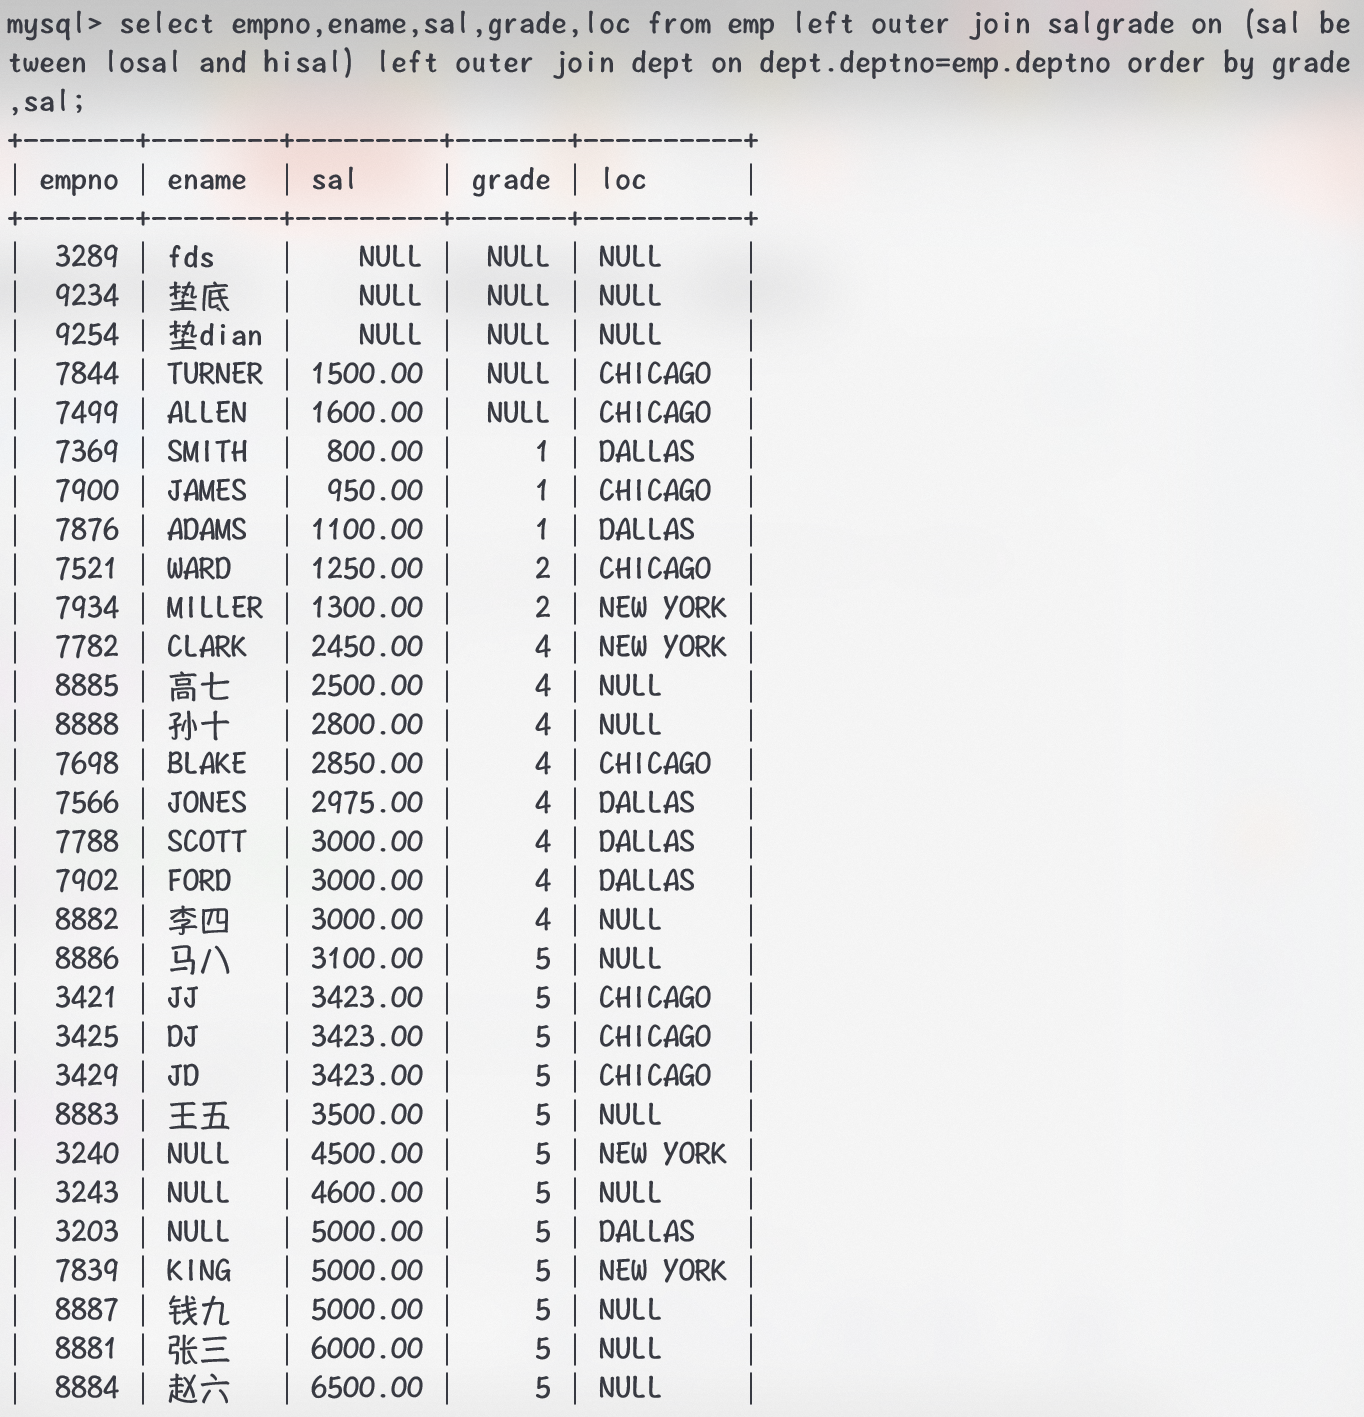 mysql> select empno,ename,sal,grade,loc from emp left outer join salgrade on (sal be
tween losal and hisal) left outer join dept on dept.deptno=emp.deptno order by grade
,sal;
+-------+---------+---------+-------+----------+
| empno | ename | sal | grade | loc |
+-------+---------+---------+-------+----------+
| 3289 | fds | NULL | NULL | NULL |
| 9234 | 垫底 | NULL | NULL | NULL |
| 9254 | 垫dian | NULL | NULL | NULL |
| 7844 | TURNER | 1500.00 | NULL | CHICAGO |
| 7499 | ALLEN | 1600.00 | NULL | CHICAGO |
| 7369 | SMITH | 800.00 | 1 | DALLAS |
| 7900 | JAMES | 950.00 | 1 | CHICAGO |
| 7876 | ADAMS | 1100.00 | 1 | DALLAS |
| 7521 | WARD | 1250.00 | 2 | CHICAGO |
| 7934 | MILLER | 1300.00 | 2 | NEW YORK |
| 7782 | CLARK | 2450.00 | 4 | NEW YORK |
| 8885 | 高七 | 2500.00 | 4 | NULL |
| 8888 | 孙十 | 2800.00 | 4 | NULL |
| 7698 | BLAKE | 2850.00 | 4 | CHICAGO |
| 7566 | JONES | 2975.00 | 4 | DALLAS |
| 7788 | SCOTT | 3000.00 | 4 | DALLAS |
| 7902 | FORD | 3000.00 | 4 | DALLAS |
| 8882 | 李四 | 3000.00 | 4 | NULL |
| 8886 | 马八 | 3100.00 | 5 | NULL |
| 3421 | JJ | 3423.00 | 5 | CHICAGO |
| 3425 | DJ | 3423.00 | 5 | CHICAGO |
| 3429 | JD | 3423.00 | 5 | CHICAGO |
| 8883 | 王五 | 3500.00 | 5 | NULL |
| 3240 | NULL | 4500.00 | 5 | NEW YORK |
| 3243 | NULL | 4600.00 | 5 | NULL |
| 3203 | NULL | 5000.00 | 5 | DALLAS |
| 7839 | KING | 5000.00 | 5 | NEW YORK |
| 8887 | 钱九 | 5000.00 | 5 | NULL |
| 8881 | 张三 | 6000.00 | 5 | NULL |
| 8884 | 赵六 | 6500.00 | 5 | NULL |